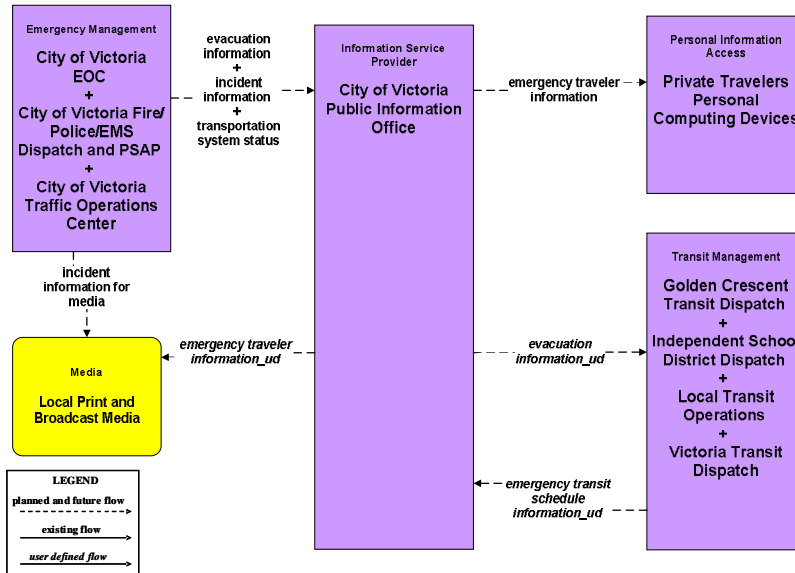 Emergency Management
City of Victoria
EOC
+
City of Victoria Fire/
Police/EMS
Dispatch and PSAP
+
City of Victoria
Traffic Operations
Center
evacuation
information
+
incident
information
+
transportation
system status
Information Service
Provider
City of Victoria
Public Information
Office
emergency traveler
information
Personal Information
Access
Private Travelers
Personal
Computing Devices
incident
information for
media
Media
Local Print and
Broadcast Media
emergency traveler
information_ud
evacuation
information_ud
Transit Management
Golden Crescent
Transit Dispatch
+
Independent School
District Dispatch
+
Local Transit
Operations
+
Victoria Transit
Dispatch
emergency transit
schedule
information_ud
LEGEND
planned and future flow
existing flow
user defined flow